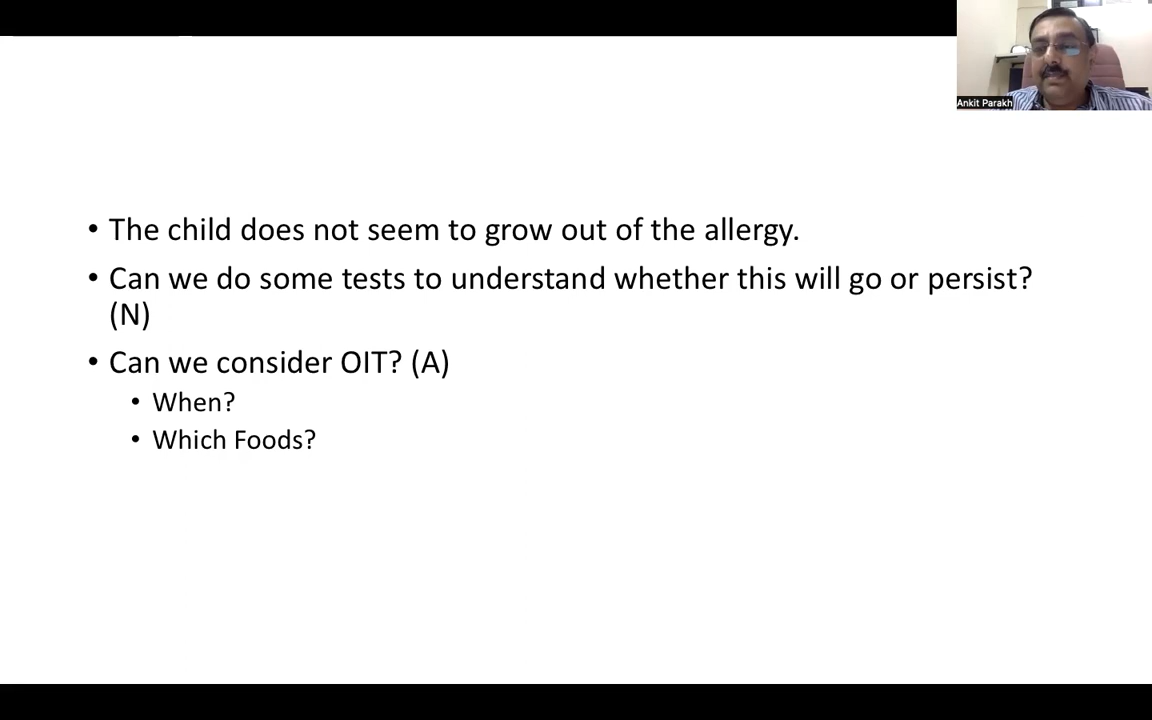 Ankit Parakh
• The child does not seem to grow out of the allergy.
• Can we do some tests to understand whether this will go or persist?
(N)
• Can we consider OIT? (A)
• When?
• Which Foods?